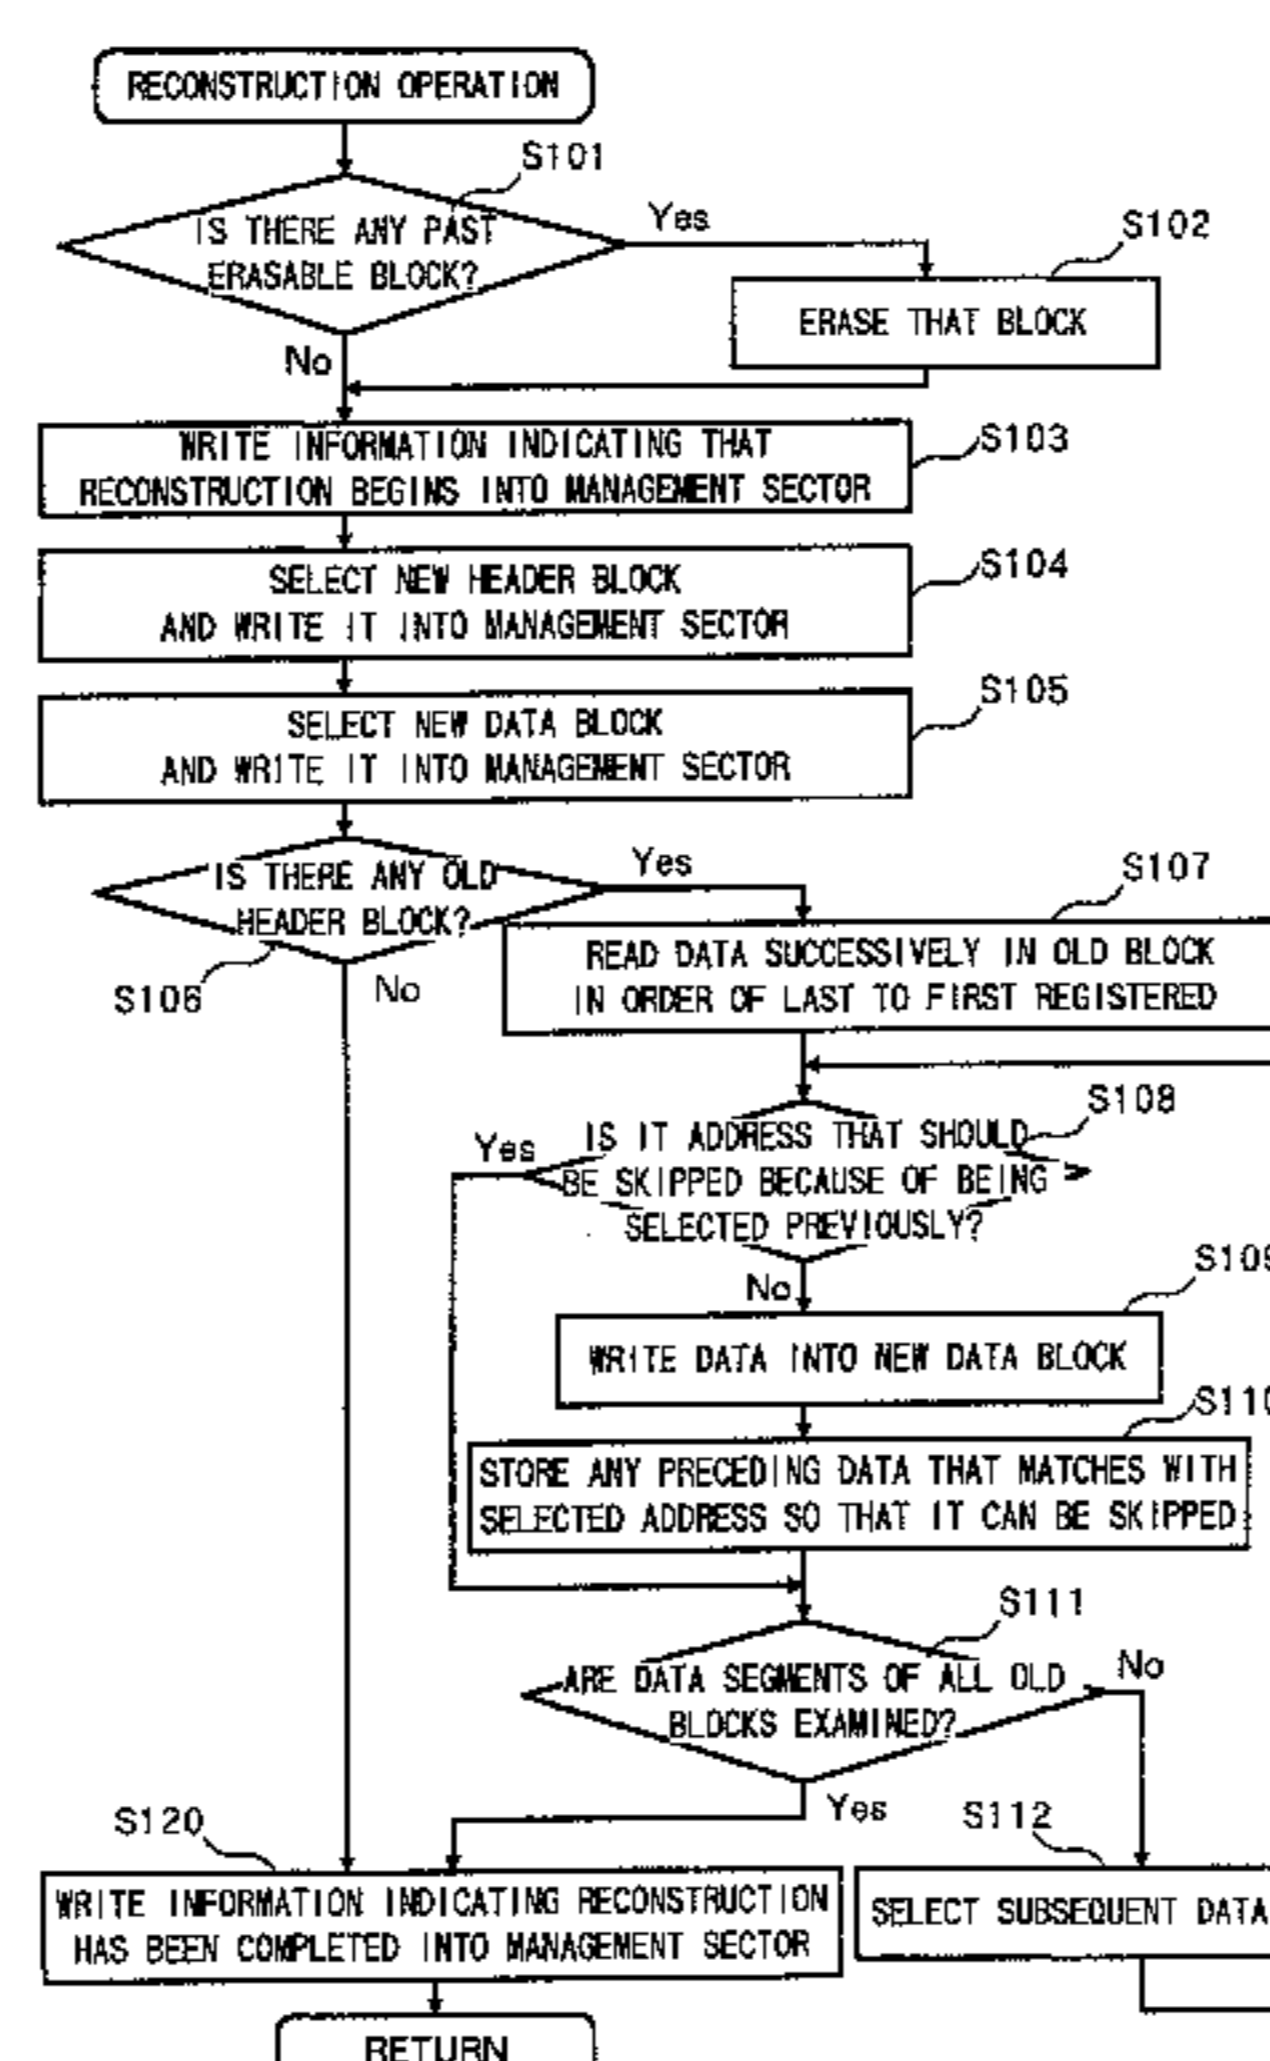 RECONSTRUCTION OPERATION
S101
IS THERE ANY PAST
ERASABLE BLOCK?
Yes
No
S102
ERASE THAT BLOCK
S103
WRITE INFORMATION INDICATING THAT
RECONSTRUCTION BEGINS INTO MANAGEMENT SECTOR
S104
SELECT NEW HEADER BLOCK
AND WRITE IT INTO MANAGEMENT SECTOR
S105
SELECT NEW DATA BLOCK
AND WRITE IT INTO MANAGEMENT SECTOR
IS THERE ANY OLD
HEADER BLOCK?
Yes
S106
No
S107
READ DATA SUCCESSIVELY IN OLD BLOCK
IN ORDER OF LAST TO FIRST REGISTERED
S108
Yes
IS IT ADDRESS THAT SHOULD
BE SKIPPED BECAUSE OF BEING
SELECTED PREVIOUSLY?
No
S109
WRITE DATA INTO NEW DATA BLOCK
S110
STORE ANY PRECEDING DATA THAT MATCHES WITH
SELECTED ADDRESS SO THAT IT CAN BE SKIPPED
S111
ARE DATA SEGMENTS OF ALL OLD
BLOCKS EXAMINED?
No
Yes
S112
SELECT SUBSEQUENT DATA
S120
WRITE INFORMATION INDICATING RECONSTRUCTION
HAS BEEN COMPLETED INTO MANAGEMENT SECTOR
RETURN